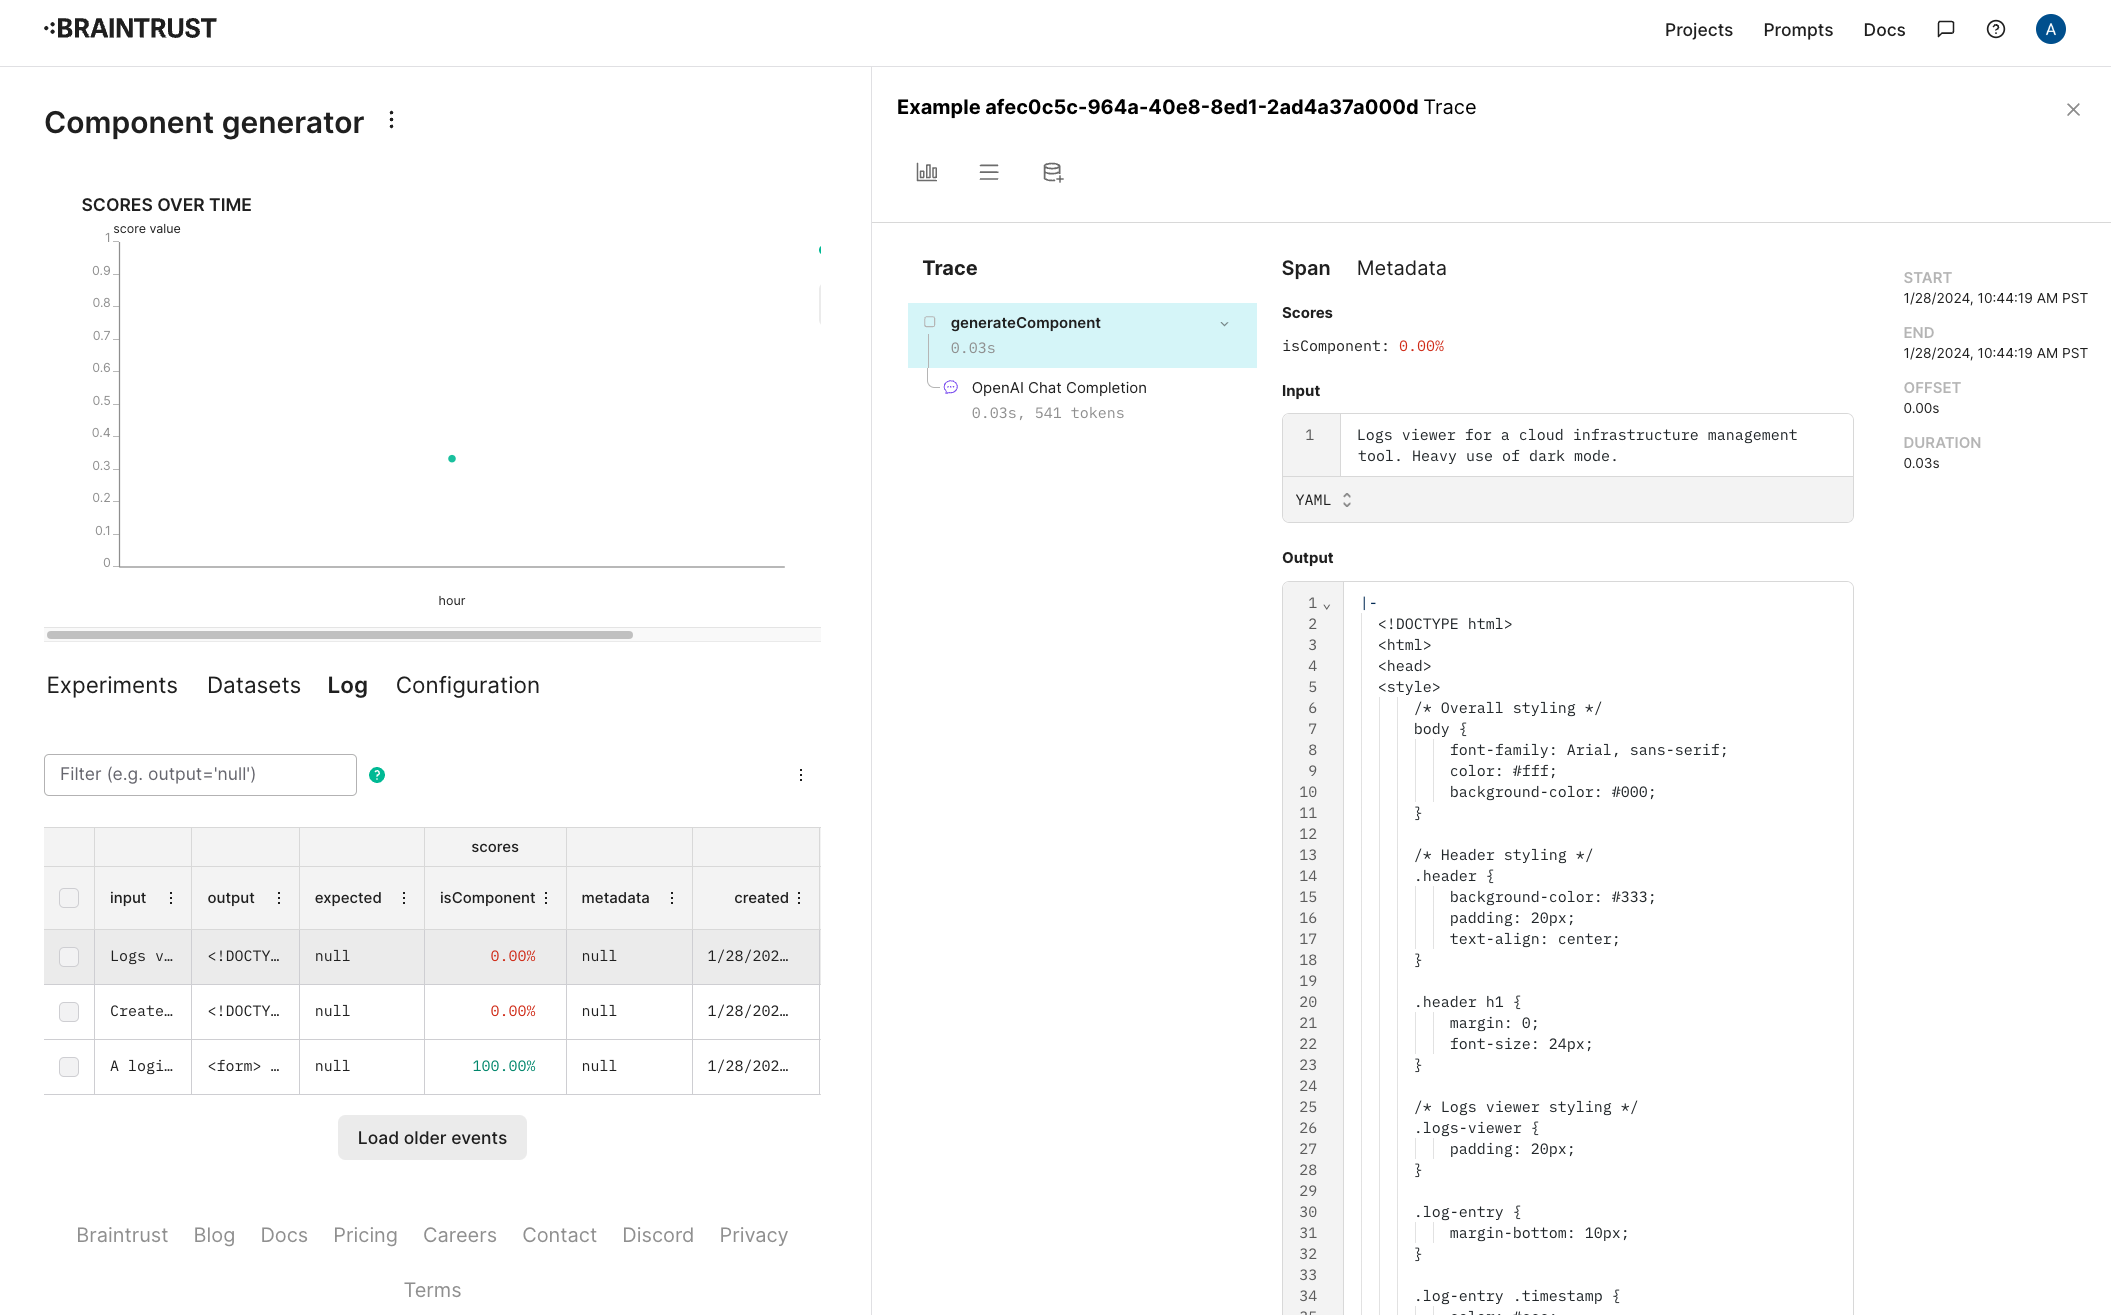 BRAINTRUST
Projects Prompts Docs A
Component generator
SCORES OVER TIME
score value
1
0.9
0.8
0.7
0.6
0.5
0.4
0.3
0.2
0.1
0
hour
Experiments Datasets Log Configuration
Filter (e.g. output='null') ?
scores
input output expected isComponent metadata created
Logs v… <!DOCTY… null 0.00% null 1/28/202…
Create… <!DOCTY… null 0.00% null 1/28/202…
A logi… <form> … null 100.00% null 1/28/202…
Load older events
Braintrust Blog Docs Pricing Careers Contact Discord Privacy
Terms
Example afec0c5c-964a-40e8-8ed1-2ad4a37a000d Trace
Trace
generateComponent
0.03s
OpenAI Chat Completion
0.03s, 541 tokens
Span Metadata
Scores
isComponent: 0.00%
Input
1 Logs viewer for a cloud infrastructure management
tool. Heavy use of dark mode.
YAML
Output
1 |-
2 <!DOCTYPE html>
3 <html>
4 <head>
5 <style>
6 /* Overall styling */
7 body {
8 font-family: Arial, sans-serif;
9 color: #fff;
10 background-color: #000;
11 }
12
13 /* Header styling */
14 .header {
15 background-color: #333;
16 padding: 20px;
17 text-align: center;
18 }
19
20 .header h1 {
21 margin: 0;
22 font-size: 24px;
23 }
24
25 /* Logs viewer styling */
26 .logs-viewer {
27 padding: 20px;
28 }
29
30 .log-entry {
31 margin-bottom: 10px;
32 }
33
34 .log-entry .timestamp {
START
1/28/2024, 10:44:19 AM PST
END
1/28/2024, 10:44:19 AM PST
OFFSET
0.00s
DURATION
0.03s